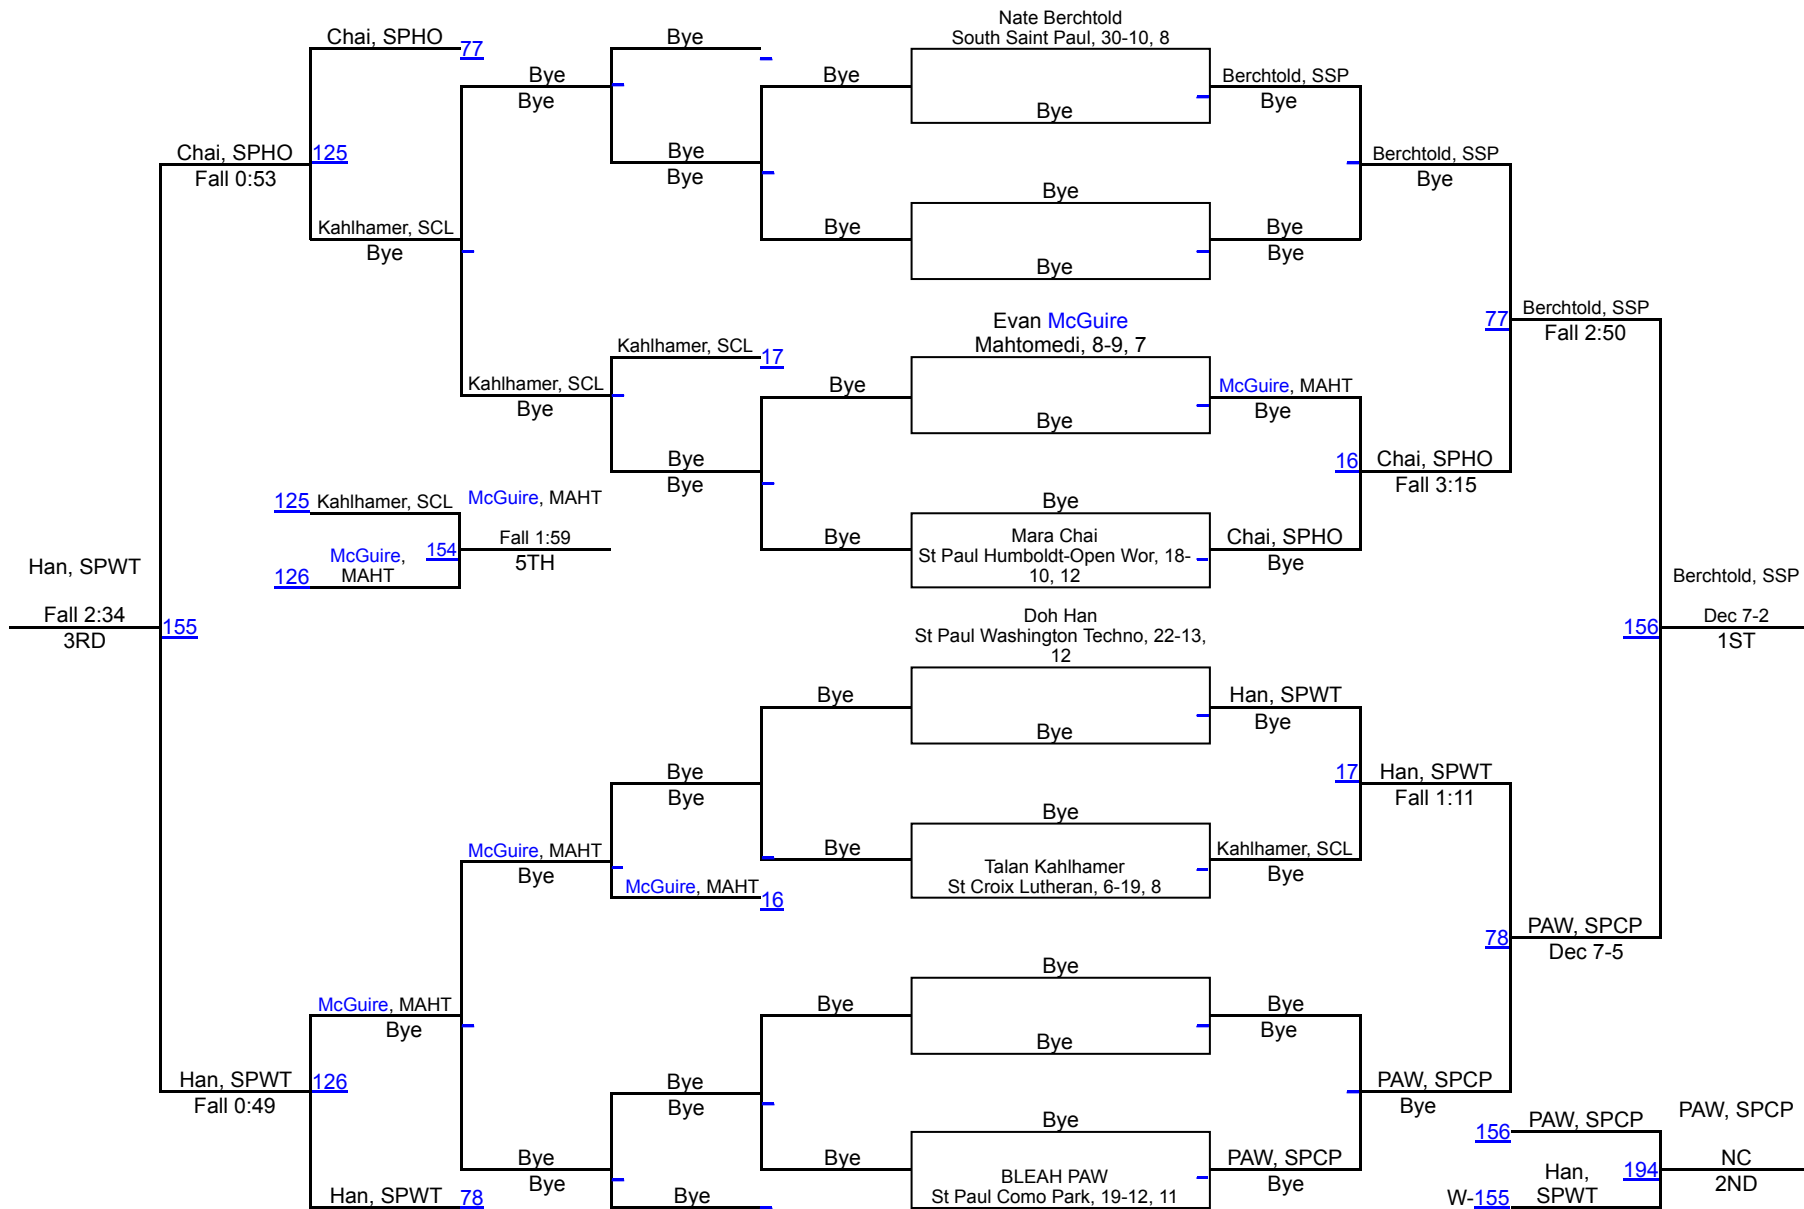 Nate Berchtold
South Saint Paul, 30-10, 8
Chai, SPHO
77
Bye
Bye
Bye
Bye
Berchtold, SSP
Bye
Bye
Chai, SPHO
125
Fall 0:53
Bye
Bye
Berchtold, SSP
Bye
Bye
Kahlhamer, SCL
Bye
Bye
Bye
Bye
Bye
Evan McGuire
Mahtomedi, 8-9, 7
Kahlhamer, SCL
17
77
Berchtold, SSP
Fall 2:50
Kahlhamer, SCL
Bye
Bye
Bye
McGuire, MAHT
Bye
Bye
Bye
16
Chai, SPHO
Fall 3:15
125
Kahlhamer, SCL
McGuire, MAHT
Bye
Mara Chai
St Paul Humboldt-Open Wor, 18-
10, 12
Bye
Chai, SPHO
Bye
154
Fall 1:59
5TH
126
McGuire,
MAHT
Han, SPWT
Fall 2:34
3RD
155
Berchtold, SSP
156
Dec 7-2
1ST
Doh Han
St Paul Washington Techno, 22-13,
12
Bye
Bye
Han, SPWT
Bye
Bye
Bye
17
Han, SPWT
Fall 1:11
Bye
Bye
Talan Kahlhamer
St Croix Lutheran, 6-19, 8
Kahlhamer, SCL
Bye
McGuire, MAHT
Bye
McGuire, MAHT
16
78
PAW, SPCP
Dec 7-5
Bye
Bye
Bye
Bye
Bye
McGuire, MAHT
Bye
Han, SPWT
126
Fall 0:49
Bye
Bye
PAW, SPCP
Bye
Bye
BLEAH PAW
St Paul Como Park, 19-12, 11
Bye
PAW, SPCP
Bye
Bye
Bye
Han, SPWT
78
Bye
156
PAW, SPCP
PAW, SPCP
194
NC
2ND
W-155
Han,
SPWT